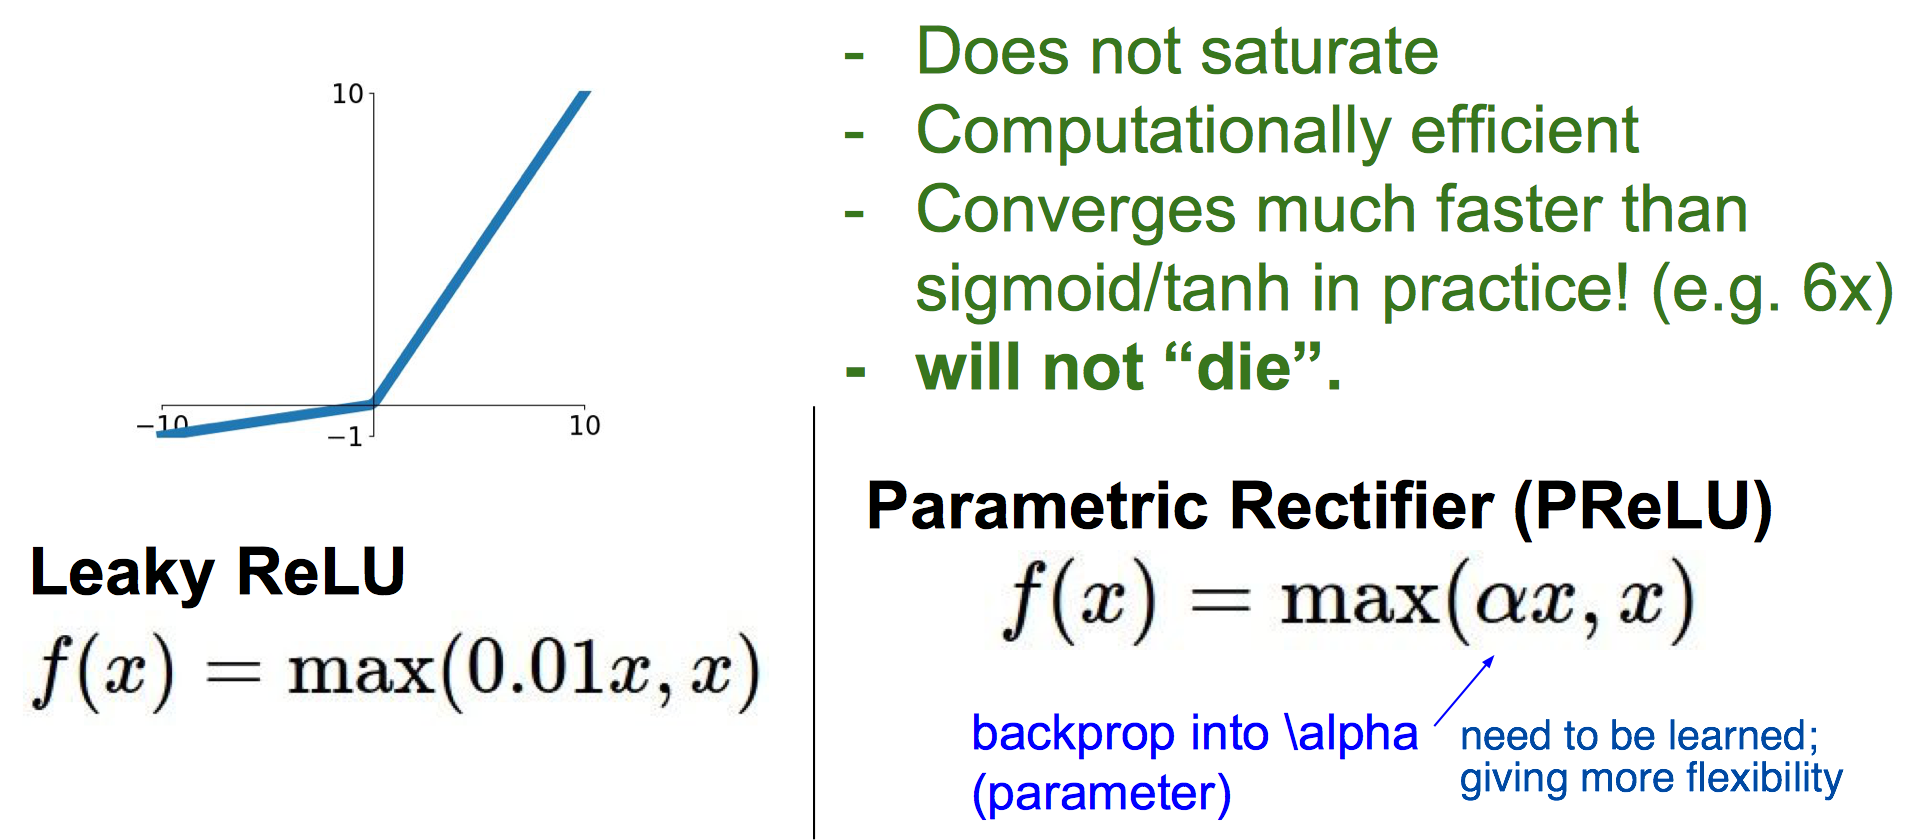 - Does not saturate
- Computationally efficient
- Converges much faster than
sigmoid/tanh in practice! (e.g. 6x)
- will not “die”.
10
−10
−1
10
Leaky ReLU
f(x) = max(0.01x, x)
Parametric Rectifier (PReLU)
f(x) = max(αx, x)
backprop into \alpha
(parameter)
need to be learned;
giving more flexibility